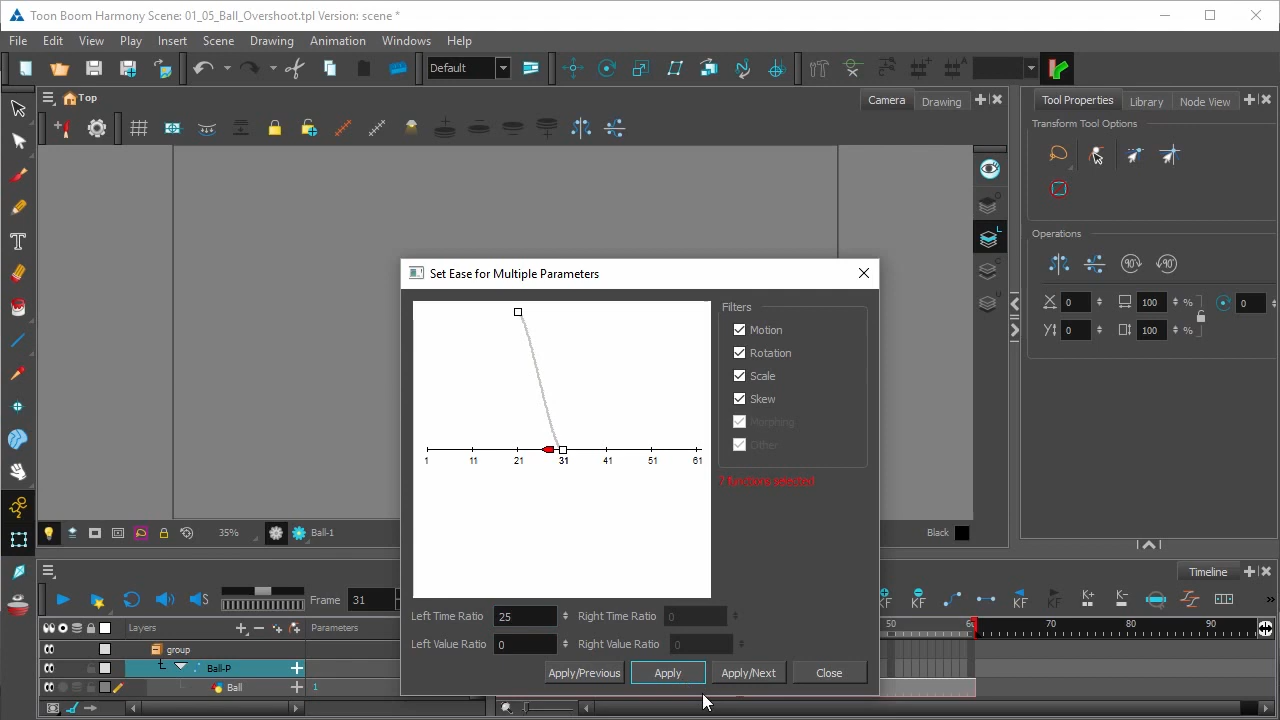 Toon Boom Harmony Scene: 01_05_Ball_Overshoot.tpl Version: scene *
File Edit View Play Insert Scene Drawing Animation Windows Help
Default
Top
Camera Drawing
Tool Properties Library Node View
Transform Tool Options
Operations
0 100 % 0
0 100 %
Set Ease for Multiple Parameters
1 11 21 31 41 51 61
Filters
Motion
Rotation
Scale
Skew
Morphing
Other
7 functions selected
Left Time Ratio 25 Right Time Ratio 0
Left Value Ratio 0 Right Value Ratio 0
Apply/Previous Apply Apply/Next Close
35% Ball-1
Black
Timeline
Frame 31
Layers Parameters
50 70 80 90
group
Ball-P
Ball 1